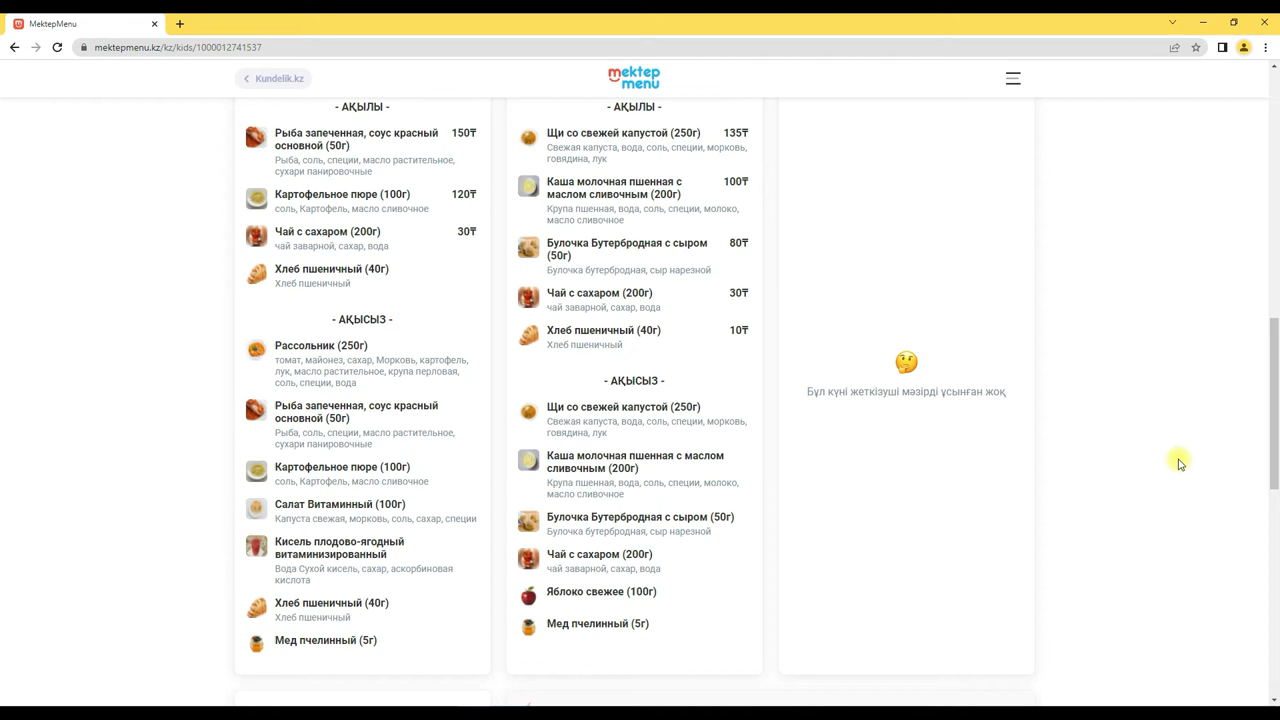 MektepMenu
mektepmenu.kz/kz/kids/1000012741537
Kundelik.kz
mektep
menu
- АҚЫЛЫ -
Рыба запеченная, соус красный
основной (50г)
150₸
Рыба, соль, специи, масло растительное,
сухари панировочные
Картофельное пюре (100г)
120₸
соль, Картофель, масло сливочное
Чай с сахаром (200г)
30₸
чай заварной, сахар, вода
Хлеб пшеничный (40г)
Хлеб пшеничный
- АҚЫСЫЗ -
Рассольник (250г)
томат, майонез, сахар, Морковь, картофель,
лук, масло растительное, крупа перловая,
соль, специи, вода
Рыба запеченная, соус красный
основной (50г)
Рыба, соль, специи, масло растительное,
сухари панировочные
Картофельное пюре (100г)
соль, Картофель, масло сливочное
Салат Витаминный (100г)
Капуста свежая, морковь, соль, сахар, специи
Кисель плодово-ягодный
витаминизированный
Вода Сухой кисель, сахар, аскорбиновая
кислота
Хлеб пшеничный (40г)
Хлеб пшеничный
Мед пчелинный (5г)
- АҚЫЛЫ -
Щи со свежей капустой (250г)
135₸
Свежая капуста, вода, соль, специи, морковь,
говядина, лук
Каша молочная пшенная с
маслом сливочным (200г)
100₸
Крупа пшенная, вода, соль, специи, молоко,
масло сливочное
Булочка Бутербродная с сыром
(50г)
80₸
Булочка бутербродная, сыр нарезной
Чай с сахаром (200г)
30₸
чай заварной, сахар, вода
Хлеб пшеничный (40г)
10₸
Хлеб пшеничный
- АҚЫСЫЗ -
Щи со свежей капустой (250г)
Свежая капуста, вода, соль, специи, морковь,
говядина, лук
Каша молочная пшенная с маслом
сливочным (200г)
Крупа пшенная, вода, соль, специи, молоко,
масло сливочное
Булочка Бутербродная с сыром (50г)
Булочка бутербродная, сыр нарезной
Чай с сахаром (200г)
чай заварной, сахар, вода
Яблоко свежее (100г)
Мед пчелинный (5г)
Бұл күні жеткізуші мәзірді ұсынған жоқ